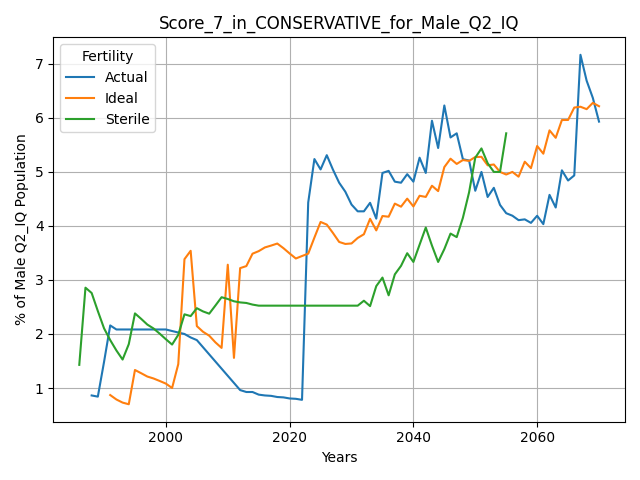 Score_7_in_CONSERVATIVE_for_Male_Q2_IQ
Fertility
Actual
Ideal
Sterile
% of Male Q2_IQ Population
7
6
5
4
3
2
1
2000 2020 2040 2060
Years